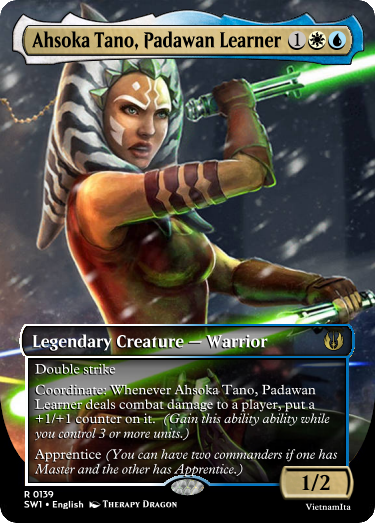 Ahsoka Tano, Padawan Learner 1
Legendary Creature — Warrior
Double strike
Coordinate: Whenever Ahsoka Tano, Padawan
Learner deals combat damage to a player, put a
+1/+1 counter on it. (Gain this ability ability while
you control 3 or more units.)
Apprentice (You can have two commanders if one has
Master and the other has Apprentice.)
1/2
R 0139
SW1 • English Therapy Dragon
VietnamIta